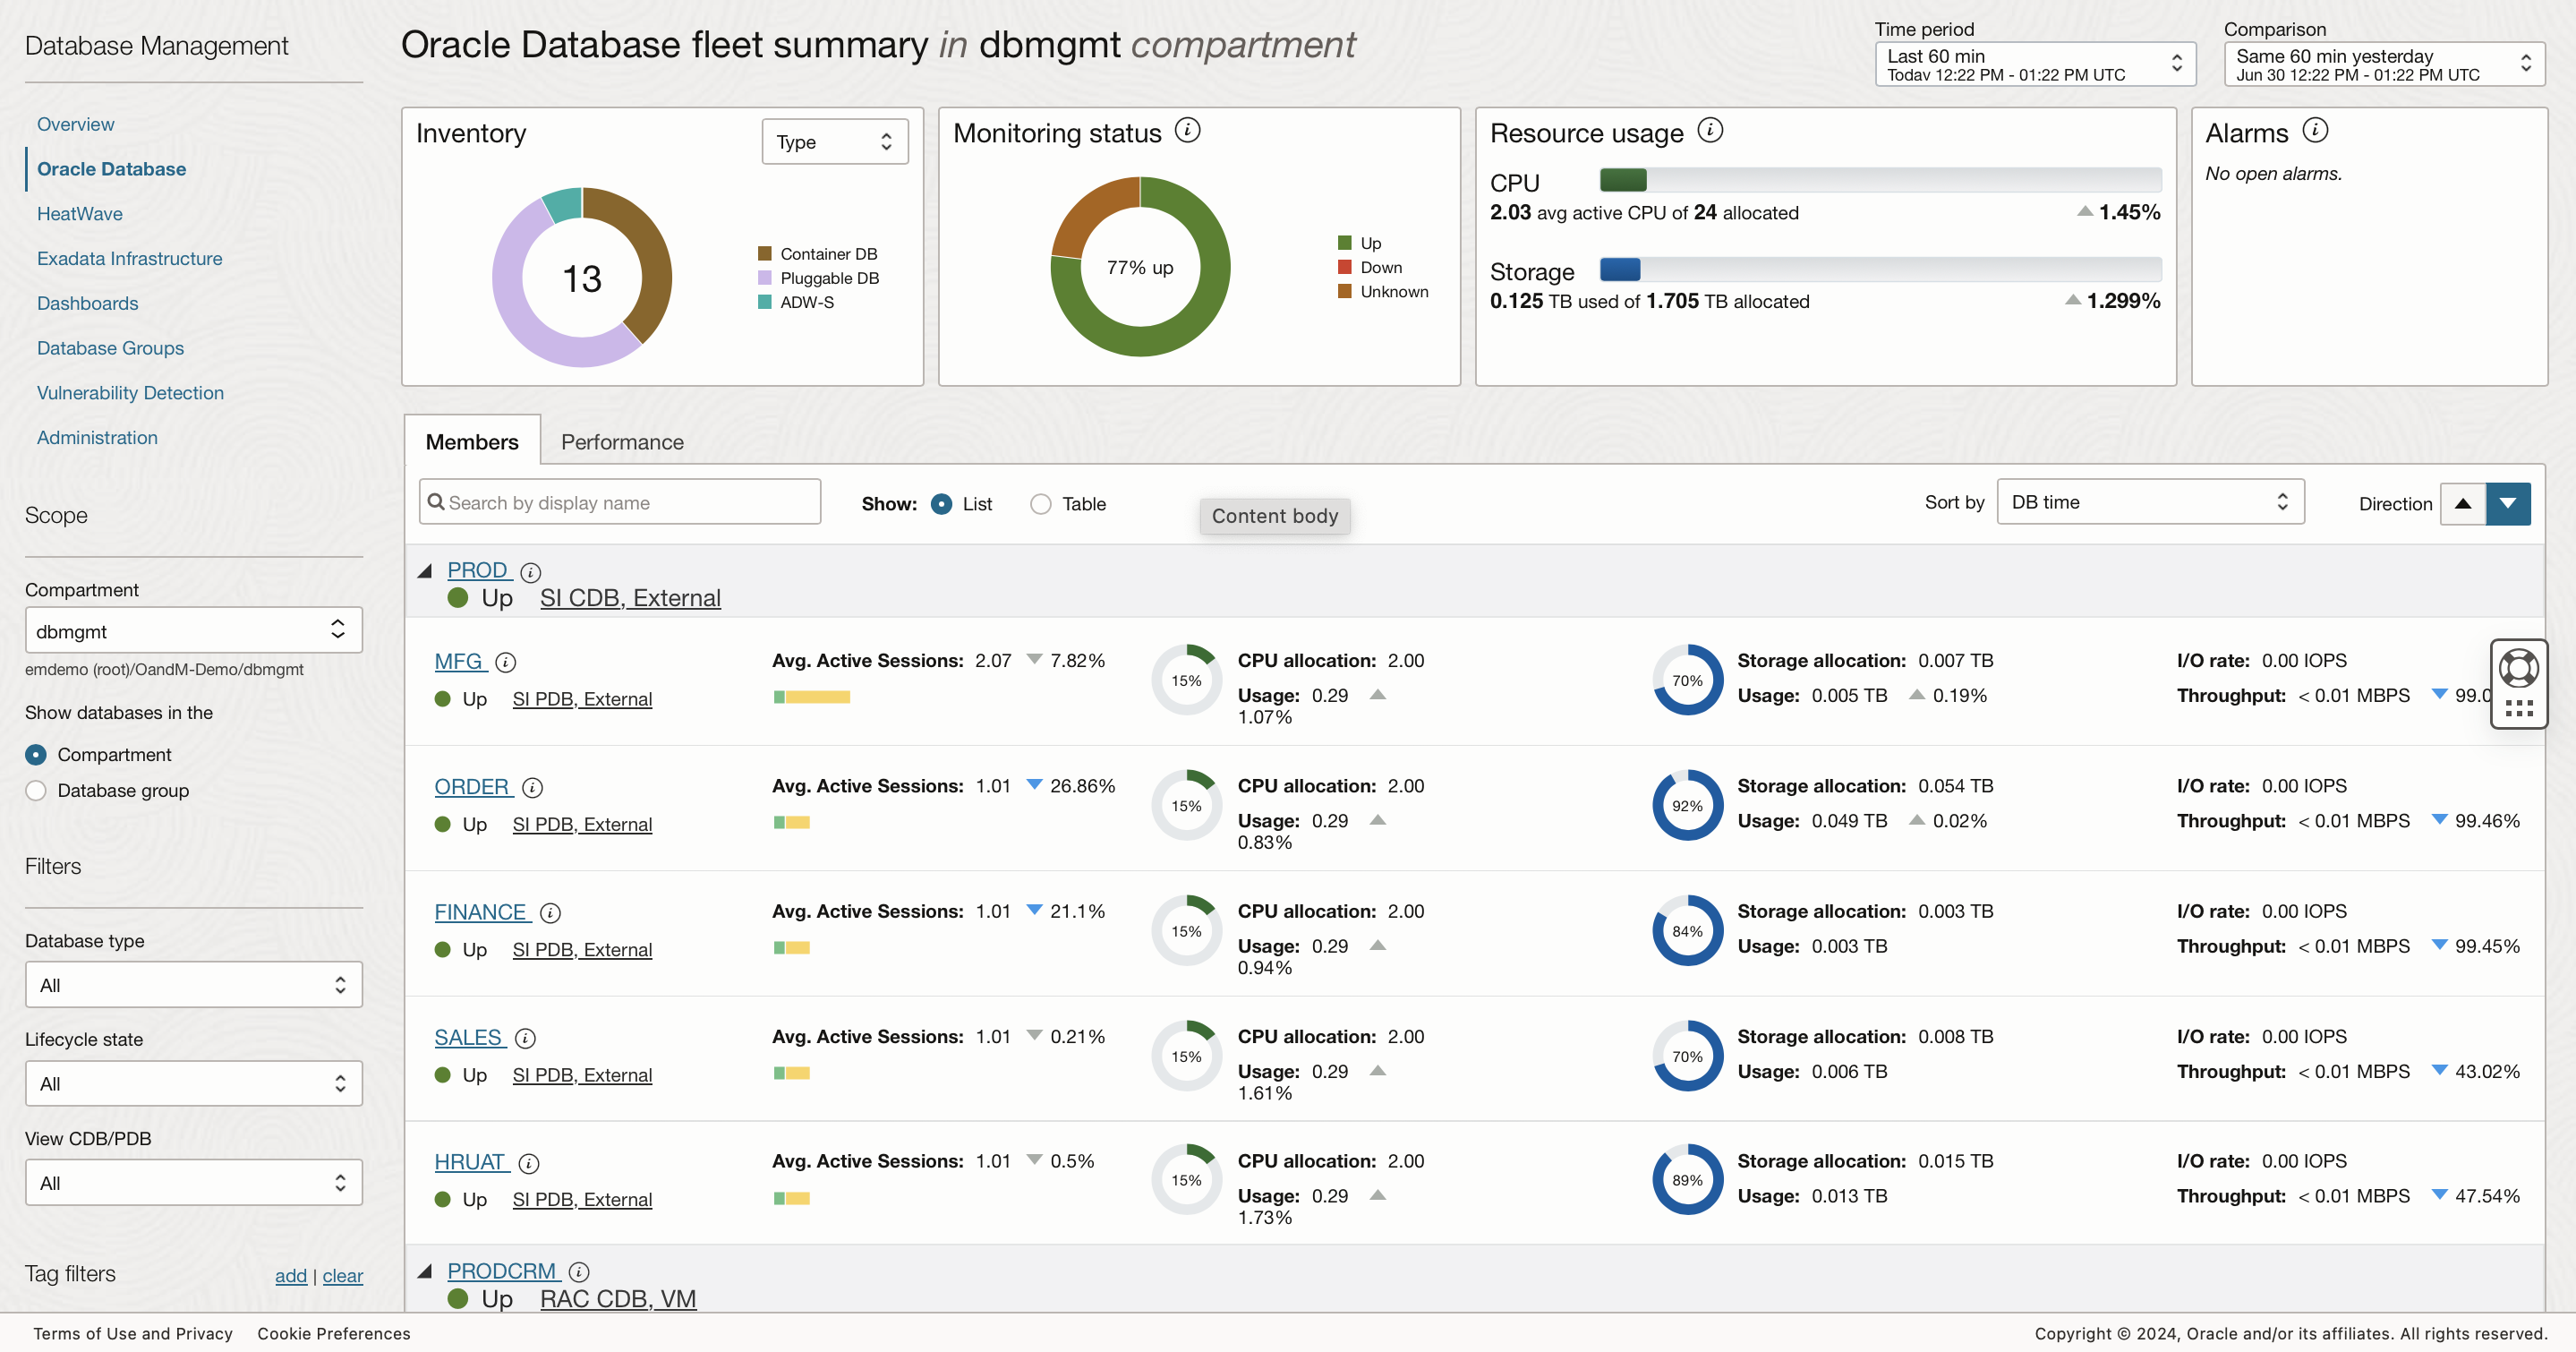 Database Management
Overview
Oracle Database
HeatWave
Exadata Infrastructure
Dashboards
Database Groups
Vulnerability Detection
Administration
Scope
Compartment
dbmgmt
emdemo (root)/OandM-Demo/dbmgmt
Show databases in the
Compartment
Database group
Filters
Database type
All
Lifecycle state
All
View CDB/PDB
All
Tag filters add | clear
Oracle Database fleet summary in dbmgmt compartment
Time period
Last 60 min
Today 12:22 PM - 01:22 PM UTC
Comparison
Same 60 min yesterday
Jun 30 12:22 PM - 01:22 PM UTC
Inventory
Type
13
Container DB
Pluggable DB
ADW-S
Monitoring status
77% up
Up
Down
Unknown
Resource usage
CPU
2.03 avg active CPU of 24 allocated 1.45%
Storage
0.125 TB used of 1.705 TB allocated 1.299%
Alarms
No open alarms.
Members Performance
Search by display name
Show: List Table
Content body
Sort by DB time Direction
PROD
Up SI CDB, External
MFG
Up SI PDB, External
Avg. Active Sessions: 2.07 7.82%
15%
CPU allocation: 2.00
Usage: 0.29
1.07%
70%
Storage allocation: 0.007 TB
Usage: 0.005 TB 0.19%
I/O rate: 0.00 IOPS
Throughput: < 0.01 MBPS 99.0
ORDER
Up SI PDB, External
Avg. Active Sessions: 1.01 26.86%
15%
CPU allocation: 2.00
Usage: 0.29
0.83%
92%
Storage allocation: 0.054 TB
Usage: 0.049 TB 0.02%
I/O rate: 0.00 IOPS
Throughput: < 0.01 MBPS 99.46%
FINANCE
Up SI PDB, External
Avg. Active Sessions: 1.01 21.1%
15%
CPU allocation: 2.00
Usage: 0.29
0.94%
84%
Storage allocation: 0.003 TB
Usage: 0.003 TB
I/O rate: 0.00 IOPS
Throughput: < 0.01 MBPS 99.45%
SALES
Up SI PDB, External
Avg. Active Sessions: 1.01 0.21%
15%
CPU allocation: 2.00
Usage: 0.29
1.61%
70%
Storage allocation: 0.008 TB
Usage: 0.006 TB
I/O rate: 0.00 IOPS
Throughput: < 0.01 MBPS 43.02%
HRUAT
Up SI PDB, External
Avg. Active Sessions: 1.01 0.5%
15%
CPU allocation: 2.00
Usage: 0.29
1.73%
89%
Storage allocation: 0.015 TB
Usage: 0.013 TB
I/O rate: 0.00 IOPS
Throughput: < 0.01 MBPS 47.54%
PRODCRM
Up RAC CDB, VM
Terms of Use and Privacy Cookie Preferences
Copyright © 2024, Oracle and/or its affiliates. All rights reserved.